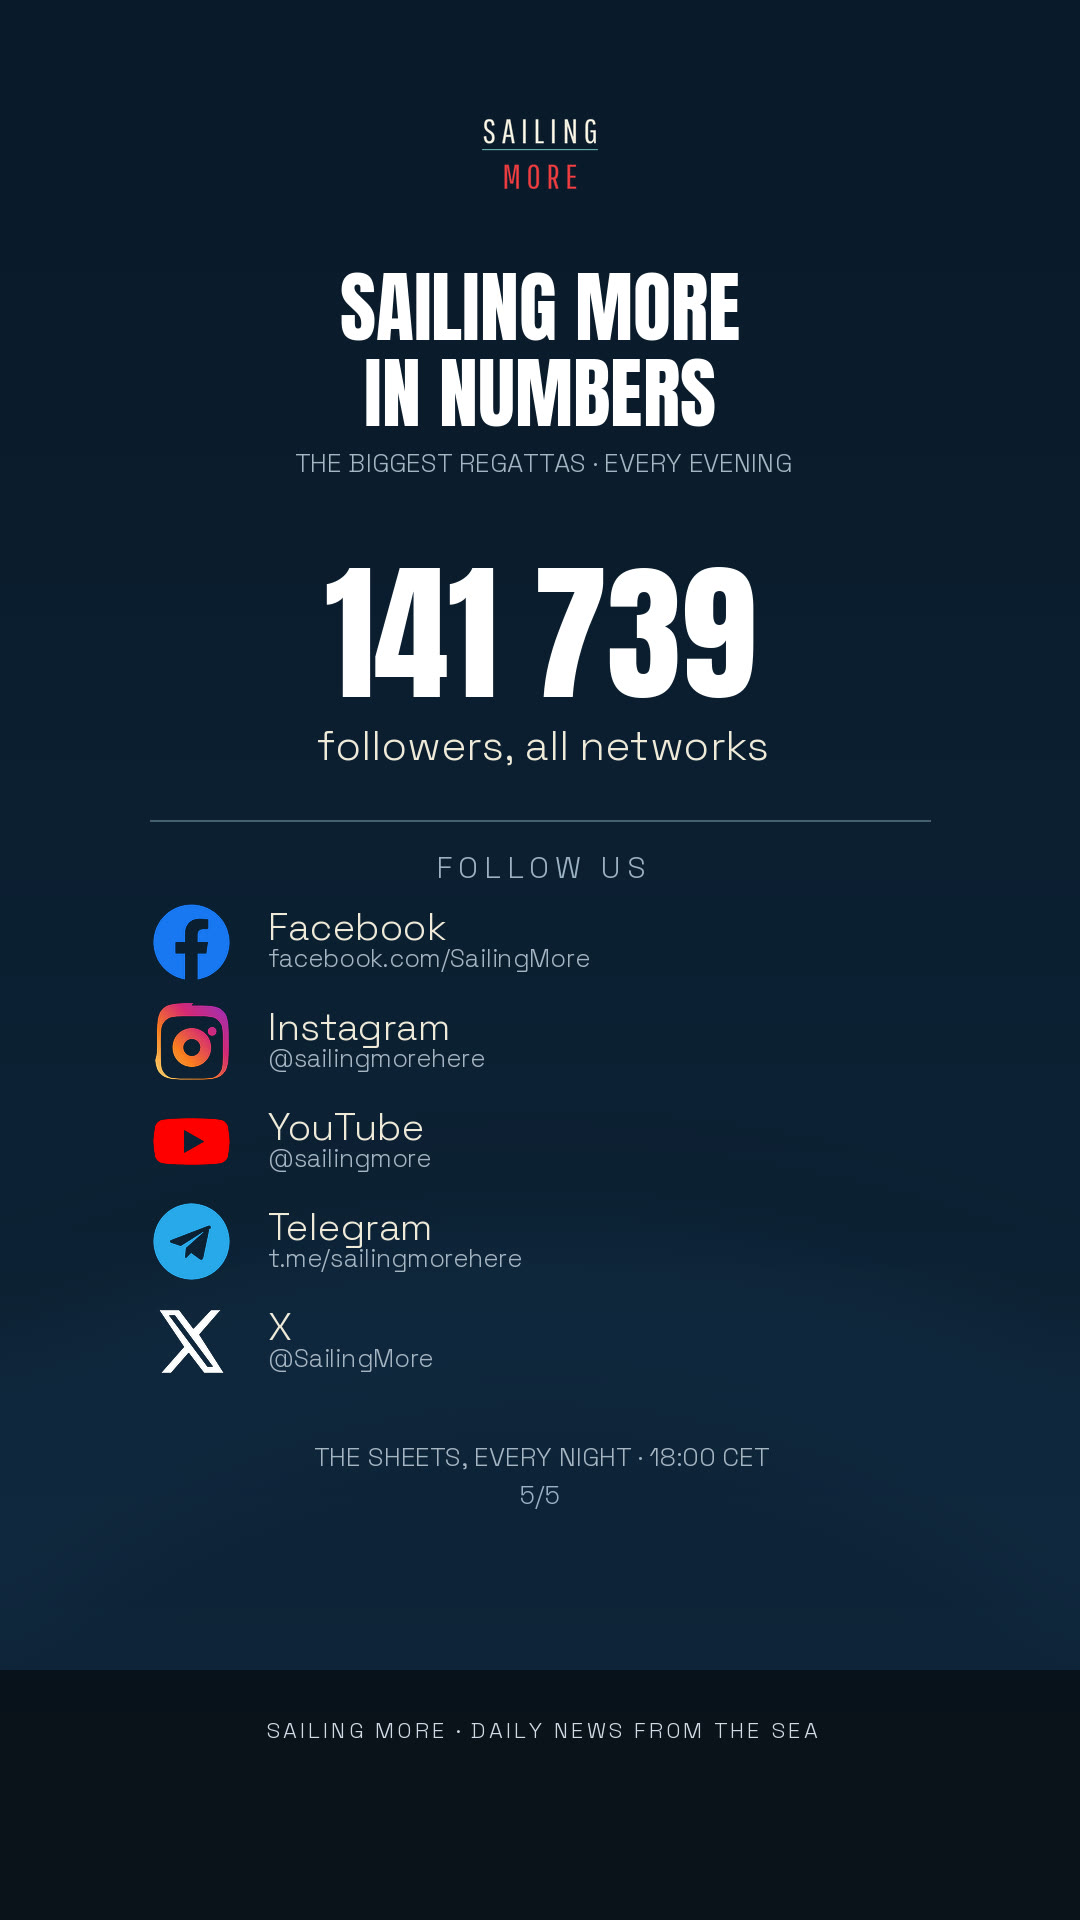 SAILING
MORE
SAILING MORE
IN NUMBERS
THE BIGGEST REGATTAS · EVERY EVENING
141 739
followers, all networks
FOLLOW US
Facebook
facebook.com/SailingMore
Instagram
@sailingmorehere
YouTube
@sailingmore
Telegram
t.me/sailingmorehere
X
@SailingMore
THE SHEETS, EVERY NIGHT · 18:00 CET
5/5
SAILING MORE · DAILY NEWS FROM THE SEA